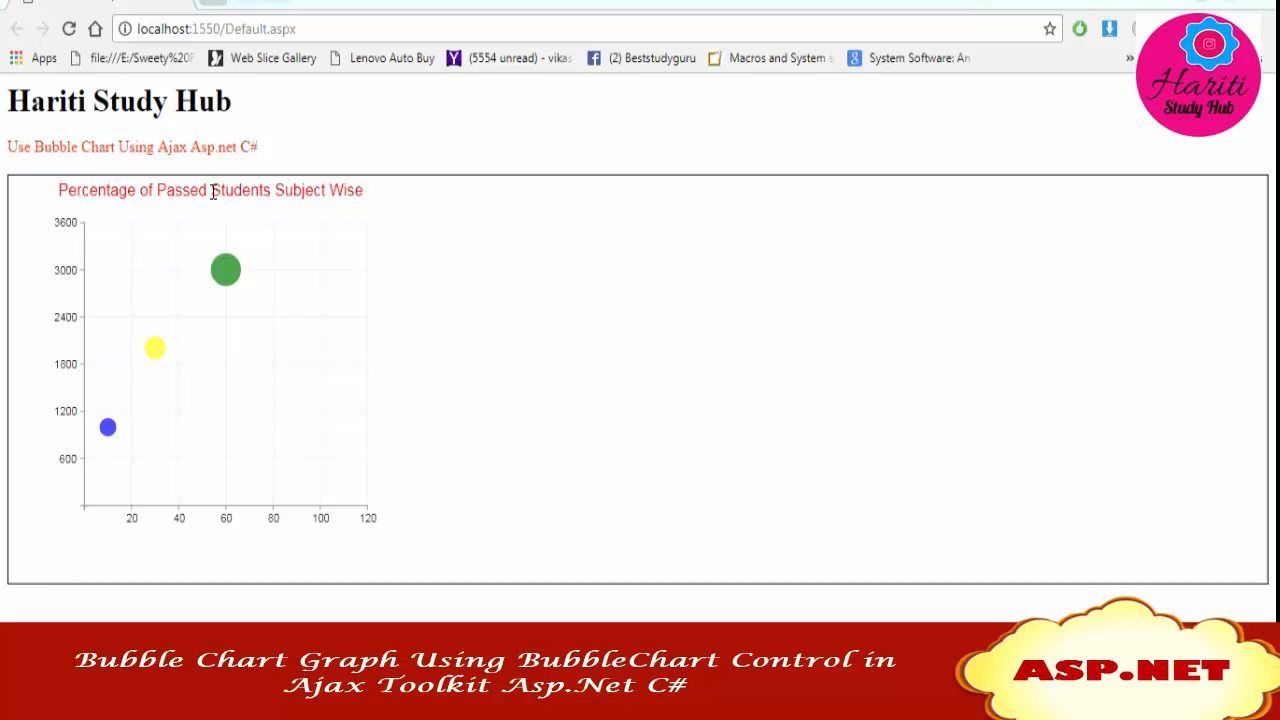 localhost:1550/Default.aspx
Apps file:///E:/Sweety%20F Web Slice Gallery Lenovo Auto Buy (5554 unread) - vikas (2) Beststudyguru Macros and System s System Software: An »
Hariti
Study Hub
Hariti Study Hub
Use Bubble Chart Using Ajax Asp.net C#
Percentage of Passed Students Subject Wise
3600
3000
2400
1800
1200
600
20 40 60 80 100 120
Bubble Chart Graph Using BubbleChart Control in
Ajax Toolkit Asp.Net C#
ASP.NET